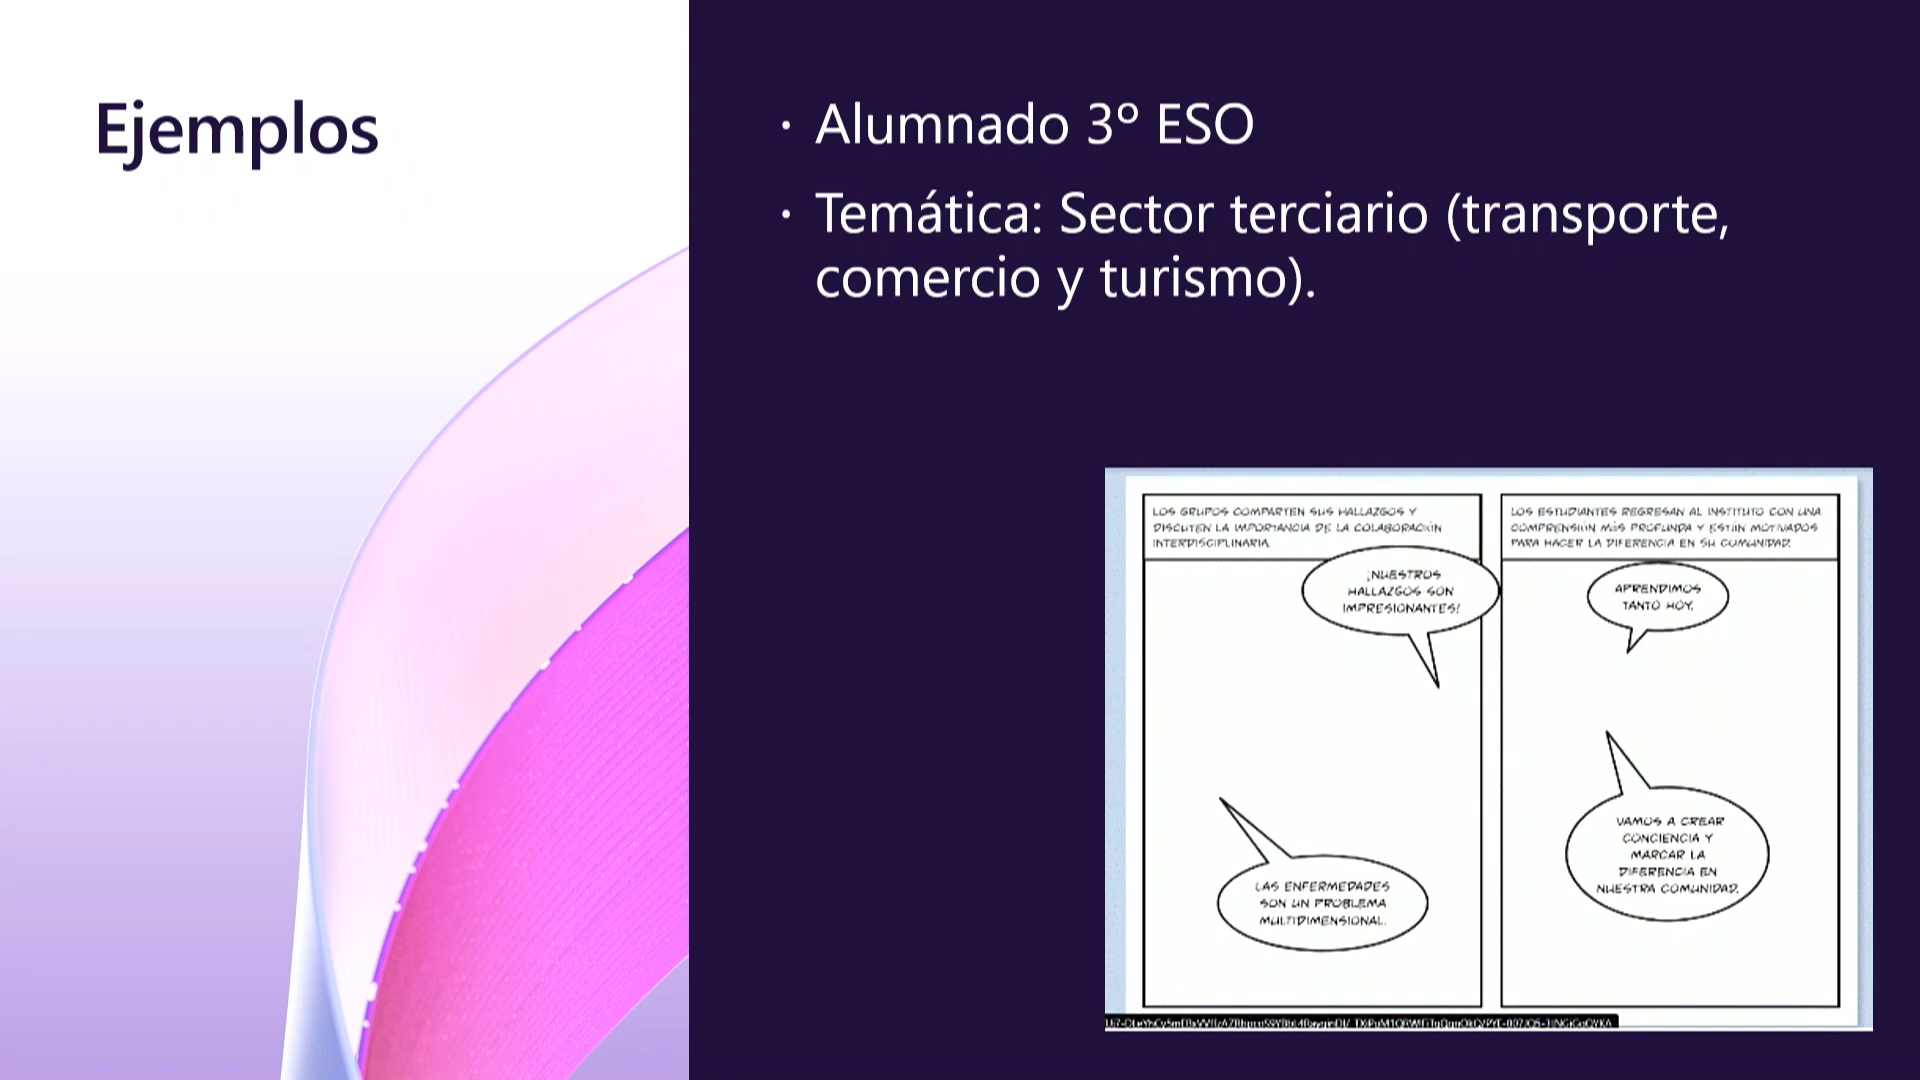 Ejemplos
· Alumnado 3º ESO
· Temática: Sector terciario (transporte,
comercio y turismo).
LOS GRUPOS COMPARTEN SUS HALLAZGOS Y
DISCUTEN LA IMPORTANCIA DE LA COLABORACIÓN
INTERDISCIPLINARIA.
¡NUESTROS
HALLAZGOS SON
IMPRESIONANTES!
LAS ENFERMEDADES
SON UN PROBLEMA
MULTIDIMENSIONAL.
LOS ESTUDIANTES REGRESAN AL INSTITUTO CON UNA
COMPRENSIÓN MÁS PROFUNDA Y ESTÁN MOTIVADOS
PARA HACER LA DIFERENCIA EN SU COMUNIDAD.
APRENDIMOS
TANTO HOY.
VAMOS A CREAR
CONCIENCIA Y
MARCAR LA
DIFERENCIA EN
NUESTRA COMUNIDAD.